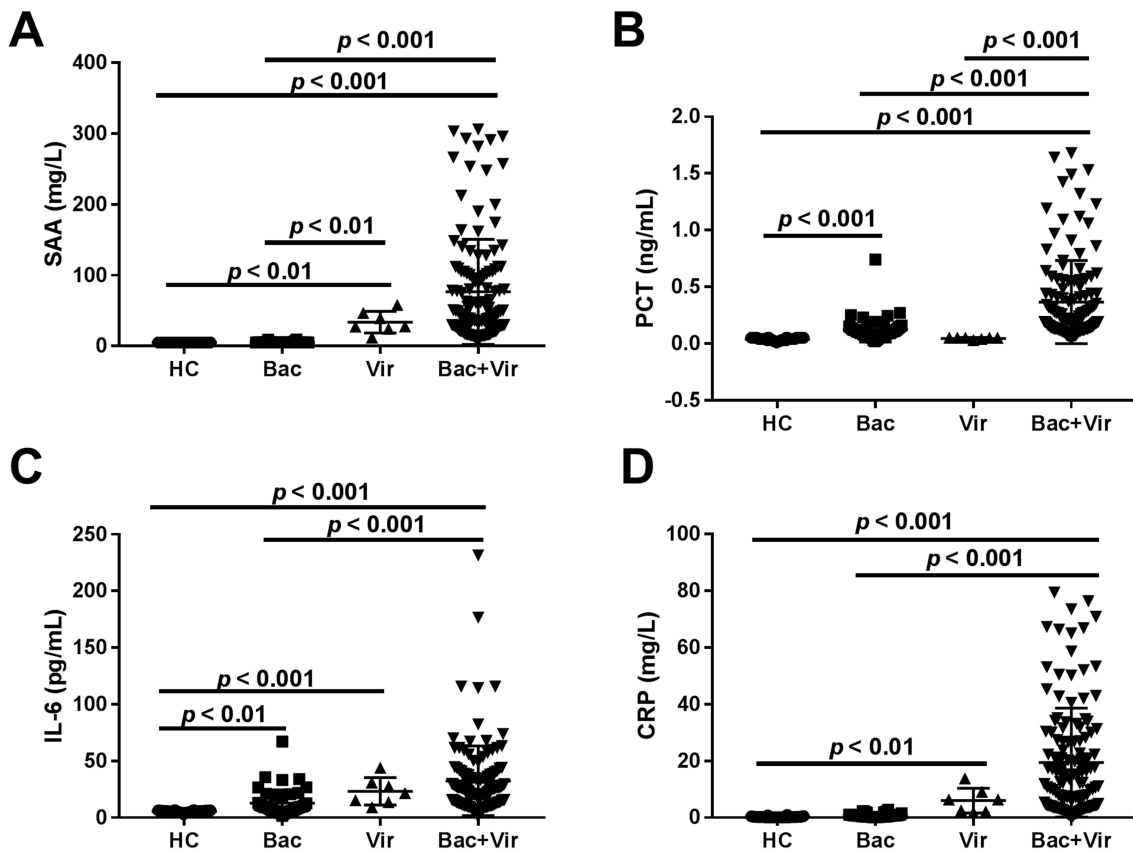 A
SAA (mg/L)
400
300
200
100
0
p < 0.001
p < 0.001
p < 0.01
p < 0.01
HC Bac Vir Bac+Vir
B
PCT (ng/mL)
2.0
1.5
1.0
0.5
0.0
-0.5
p < 0.001
p < 0.001
p < 0.001
p < 0.001
HC Bac Vir Bac+Vir
C
IL-6 (pg/mL)
250
200
150
100
50
0
p < 0.001
p < 0.001
p < 0.001
p < 0.01
HC Bac Vir Bac+Vir
D
CRP (mg/L)
100
80
60
40
20
0
p < 0.001
p < 0.001
p < 0.01
HC Bac Vir Bac+Vir